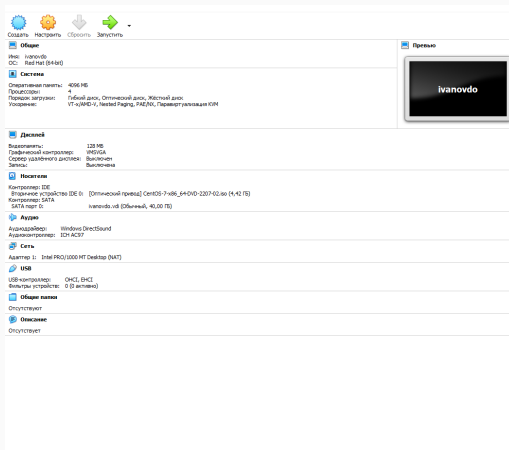 Создать Настроить Сбросить Запустить
Общие
Имя: ivanovdo
ОС: Red Hat (64-bit)
Система
Оперативная память: 4096 МБ
Процессоры: 4
Порядок загрузки: Гибкий диск, Оптический диск, Жёсткий диск
Ускорение: VT-x/AMD-V, Nested Paging, PAE/NX, Паравиртуализация KVM
Превью
ivanovdo
Дисплей
Видеопамять: 128 МБ
Графический контроллер: VMSVGA
Сервер удалённого дисплея: Выключен
Запись: Выключена
Носители
Контроллер: IDE
Вторичное устройство IDE 0: [Оптический привод] CentOS-7-x86_64-DVD-2207-02.iso (4,42 ГБ)
Контроллер: SATA
SATA порт 0: ivanovdo.vdi (Обычный, 40,00 ГБ)
Аудио
Аудиодрайвер: Windows DirectSound
Аудиоконтроллер: ICH AC97
Сеть
Адаптер 1: Intel PRO/1000 MT Desktop (NAT)
USB
USB-контроллер: OHCI, EHCI
Фильтры устройств: 0 (0 активно)
Общие папки
Отсутствуют
Описание
Отсутствует